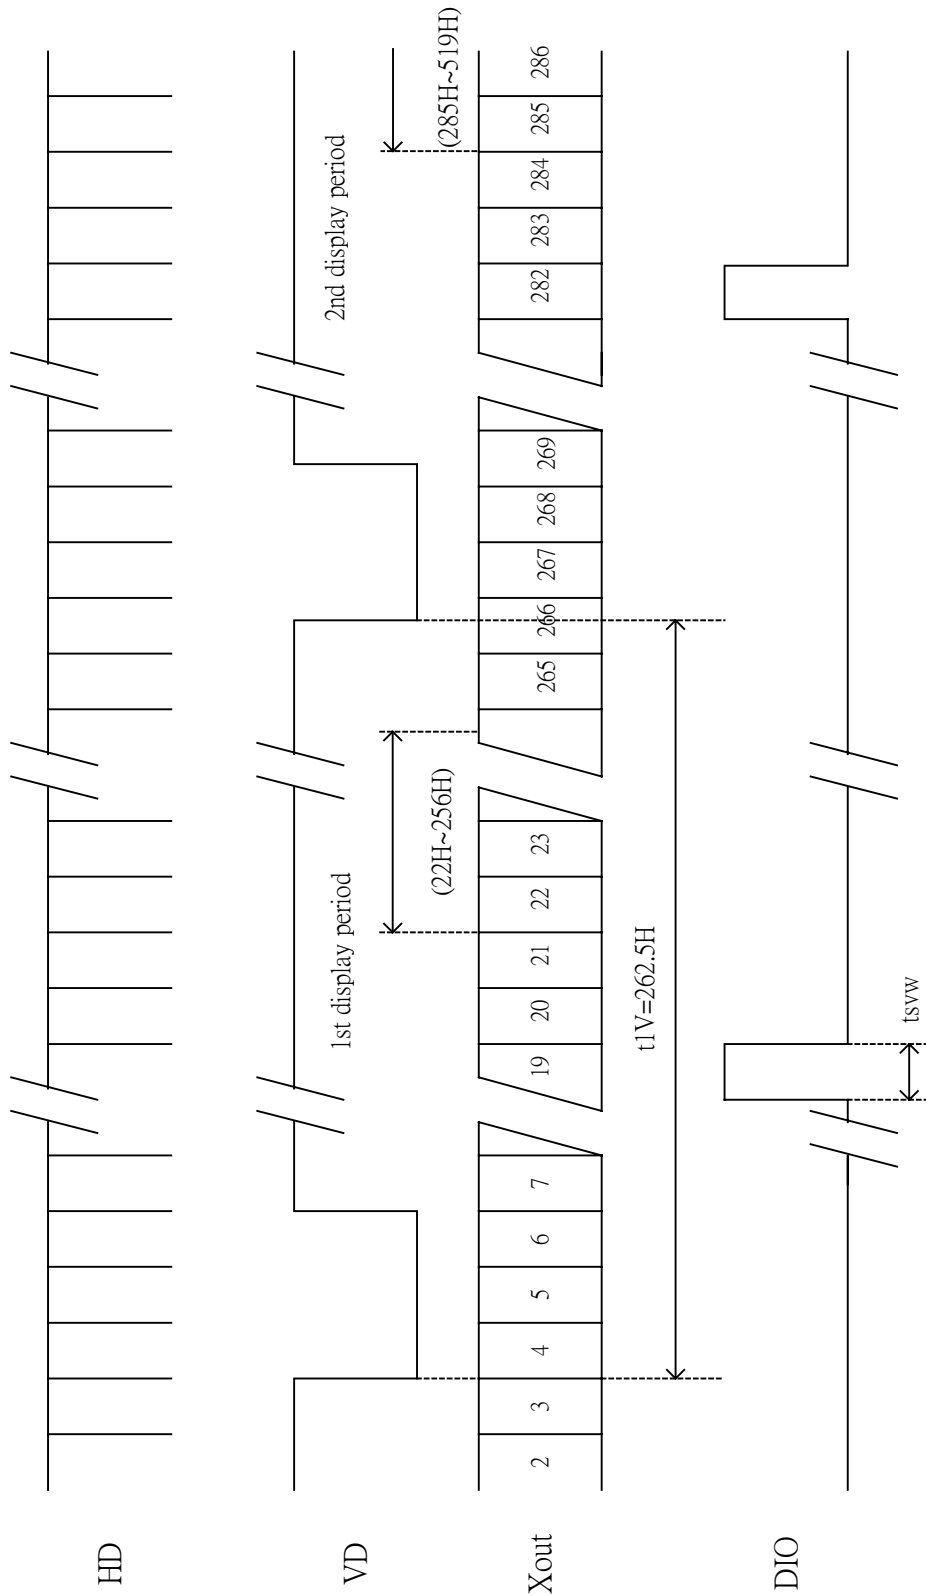 HD
VD
1st display period
2nd display period
(22H~256H)
(285H~519H)
Xout
2 3 4 5 6 7 19 20 21 22 23 265 266 267 268 269 282 283 284 285 286
t1V=262.5H
DIO
tsvw